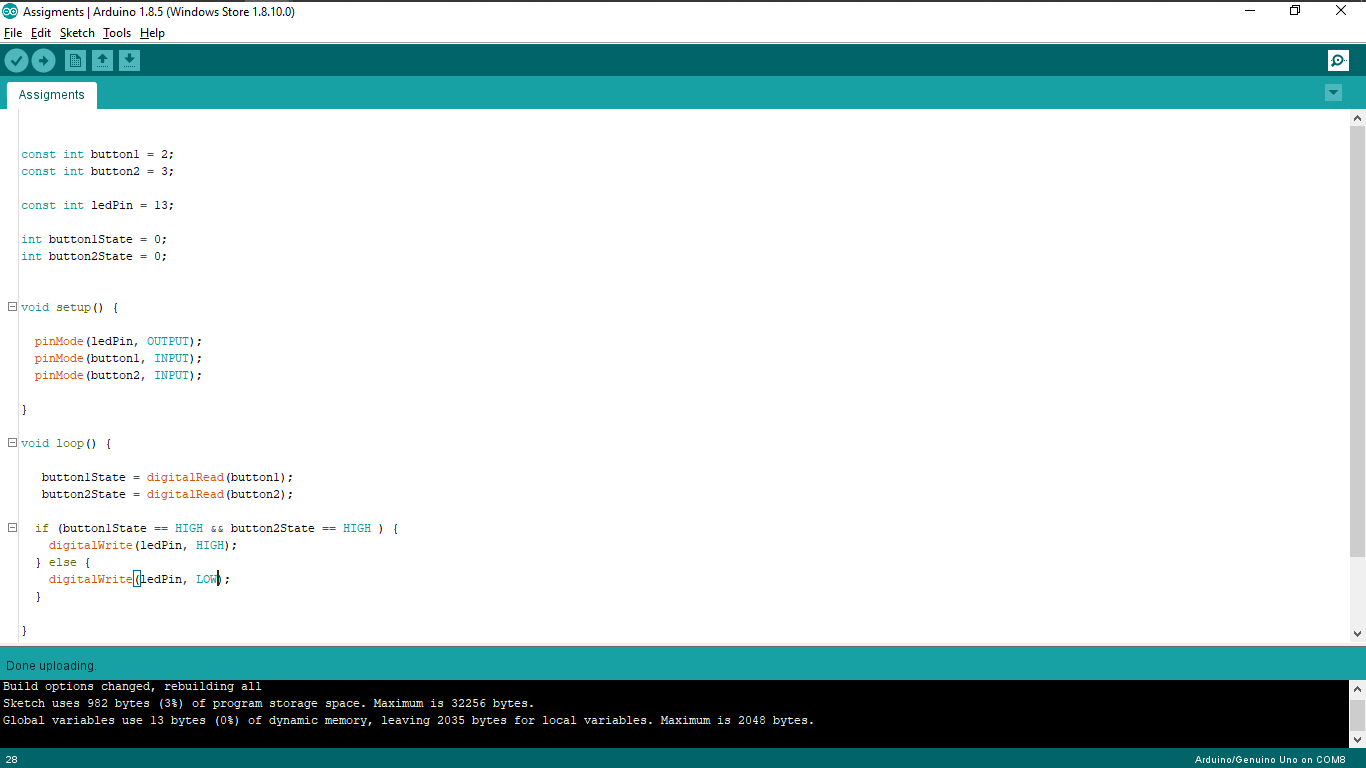 Assigments | Arduino 1.8.5 (Windows Store 1.8.10.0)
File Edit Sketch Tools Help
Assigments
const int button1 = 2;
const int button2 = 3;
const int ledPin = 13;
int button1State = 0;
int button2State = 0;
void setup() {
pinMode(ledPin, OUTPUT);
pinMode(button1, INPUT);
pinMode(button2, INPUT);
}
void loop() {
button1State = digitalRead(button1);
button2State = digitalRead(button2);
if (button1State == HIGH && button2State == HIGH ) {
digitalWrite(ledPin, HIGH);
} else {
digitalWrite(ledPin, LOW);
}
}
Done uploading.
Build options changed, rebuilding all
Sketch uses 982 bytes (3%) of program storage space. Maximum is 32256 bytes.
Global variables use 13 bytes (0%) of dynamic memory, leaving 2035 bytes for local variables. Maximum is 2048 bytes.
28
Arduino/Genuino Uno on COM8